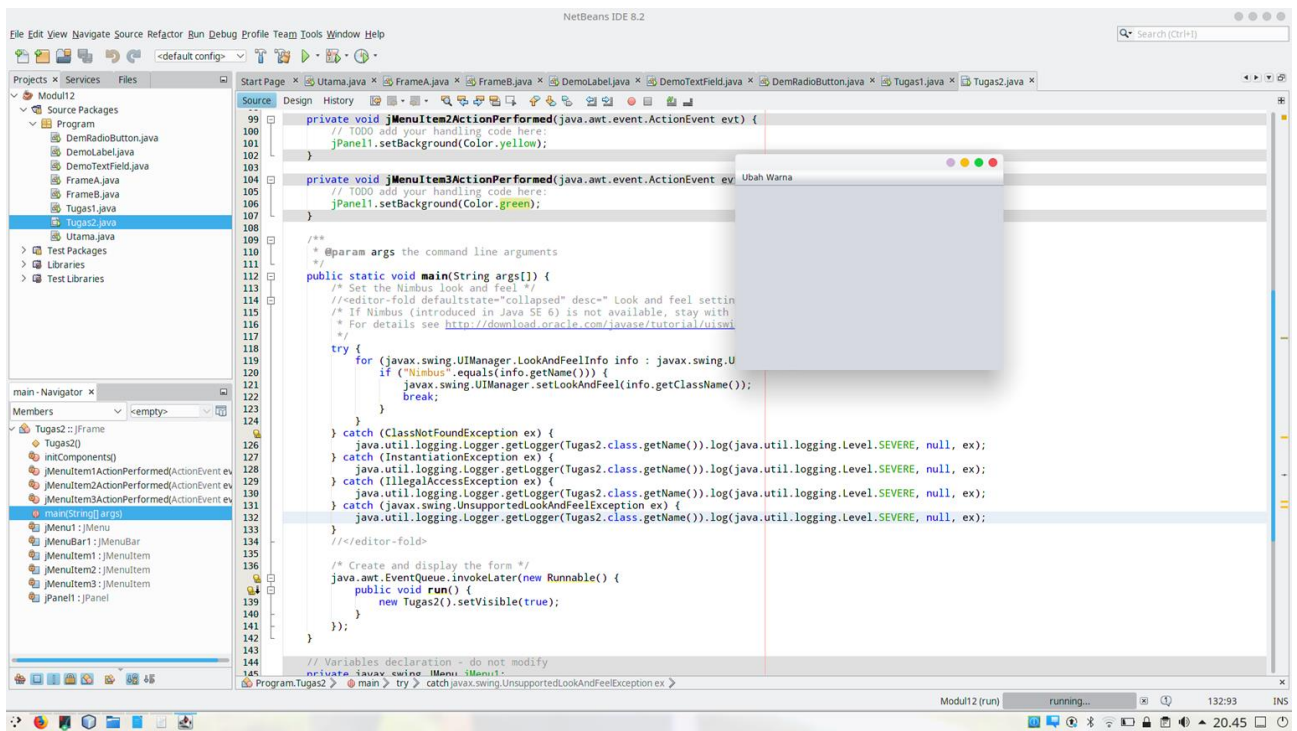 NetBeans IDE 8.2
File Edit View Navigate Source Refactor Run Debug Profile Team Tools Window Help
Search (Ctrl+I)
<default config>
Projects Services Files
Start Page Utama.java FrameA.java FrameB.java DemoLabel.java DemoTextField.java DemRadioButton.java Tugas1.java Tugas2.java
Modul12
Source Packages
Program
DemRadioButton.java
DemoLabel.java
DemoTextField.java
FrameA.java
FrameB.java
Tugas1.java
Tugas2.java
Utama.java
Test Packages
Libraries
Test Libraries
main - Navigator
Members <empty>
Tugas2 :: JFrame
Tugas2()
initComponents()
jMenuItem1ActionPerformed(ActionEvent ev
jMenuItem2ActionPerformed(ActionEvent ev
jMenuItem3ActionPerformed(ActionEvent ev
main(String[] args)
jMenu1 : JMenu
jMenuBar1 : JMenuBar
jMenuItem1 : JMenuItem
jMenuItem2 : JMenuItem
jMenuItem3 : JMenuItem
jPanel1 : JPanel
Source Design History
99 private void jMenuItem2ActionPerformed(java.awt.event.ActionEvent evt) {
100 // TODO add your handling code here:
101 jPanel1.setBackground(Color.yellow);
102 }
103
104 private void jMenuItem3ActionPerformed(java.awt.event.ActionEvent ev
105 // TODO add your handling code here:
106 jPanel1.setBackground(Color.green);
107 }
108
109 /**
110 * @param args the command line arguments
111 */
112 public static void main(String args[]) {
113 /* Set the Nimbus look and feel */
114 //<editor-fold defaultstate="collapsed" desc=" Look and feel settin
115 /* If Nimbus (introduced in Java SE 6) is not available, stay with
116 * For details see http://download.oracle.com/javase/tutorial/uiswi
117 */
118 try {
119 for (javax.swing.UIManager.LookAndFeelInfo info : javax.swing.U
120 if ("Nimbus".equals(info.getName())) {
121 javax.swing.UIManager.setLookAndFeel(info.getClassName());
122 break;
123 }
124 }
} catch (ClassNotFoundException ex) {
126 java.util.logging.Logger.getLogger(Tugas2.class.getName()).log(java.util.logging.Level.SEVERE, null, ex);
127 } catch (InstantiationException ex) {
128 java.util.logging.Logger.getLogger(Tugas2.class.getName()).log(java.util.logging.Level.SEVERE, null, ex);
129 } catch (IllegalAccessException ex) {
130 java.util.logging.Logger.getLogger(Tugas2.class.getName()).log(java.util.logging.Level.SEVERE, null, ex);
131 } catch (javax.swing.UnsupportedLookAndFeelException ex) {
132 java.util.logging.Logger.getLogger(Tugas2.class.getName()).log(java.util.logging.Level.SEVERE, null, ex);
133 }
134 //</editor-fold>
135
136 /* Create and display the form */
java.awt.EventQueue.invokeLater(new Runnable() {
public void run() {
139 new Tugas2().setVisible(true);
140 }
141 });
142 }
143
144 // Variables declaration - do not modify
145 private javax.swing.JMenu jMenu1;
Ubah Warna
Program.Tugas2 main try catch javax.swing.UnsupportedLookAndFeelException ex
Modul12 (run) running... 132:93 INS
20.45